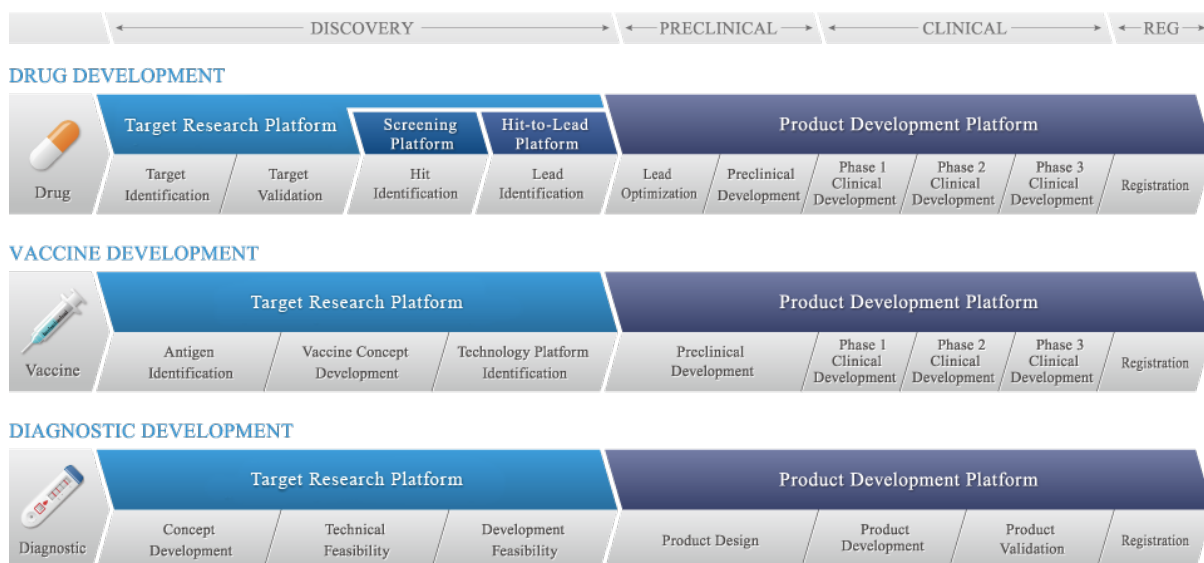 DISCOVERY PRECLINICAL CLINICAL REG
DRUG DEVELOPMENT
Drug
Target Research Platform
Screening
Platform
Hit-to-Lead
Platform
Product Development Platform
Target
Identification
Target
Validation
Hit
Identification
Lead
Identification
Lead
Optimization
Preclinical
Development
Phase 1
Clinical
Development
Phase 2
Clinical
Development
Phase 3
Clinical
Development
Registration
VACCINE DEVELOPMENT
Vaccine
Target Research Platform
Product Development Platform
Antigen
Identification
Vaccine Concept
Development
Technology Platform
Identification
Preclinical
Development
Phase 1
Clinical
Development
Phase 2
Clinical
Development
Phase 3
Clinical
Development
Registration
DIAGNOSTIC DEVELOPMENT
Diagnostic
Target Research Platform
Product Development Platform
Concept
Development
Technical
Feasibility
Development
Feasibility
Product Design
Product
Development
Product
Validation
Registration